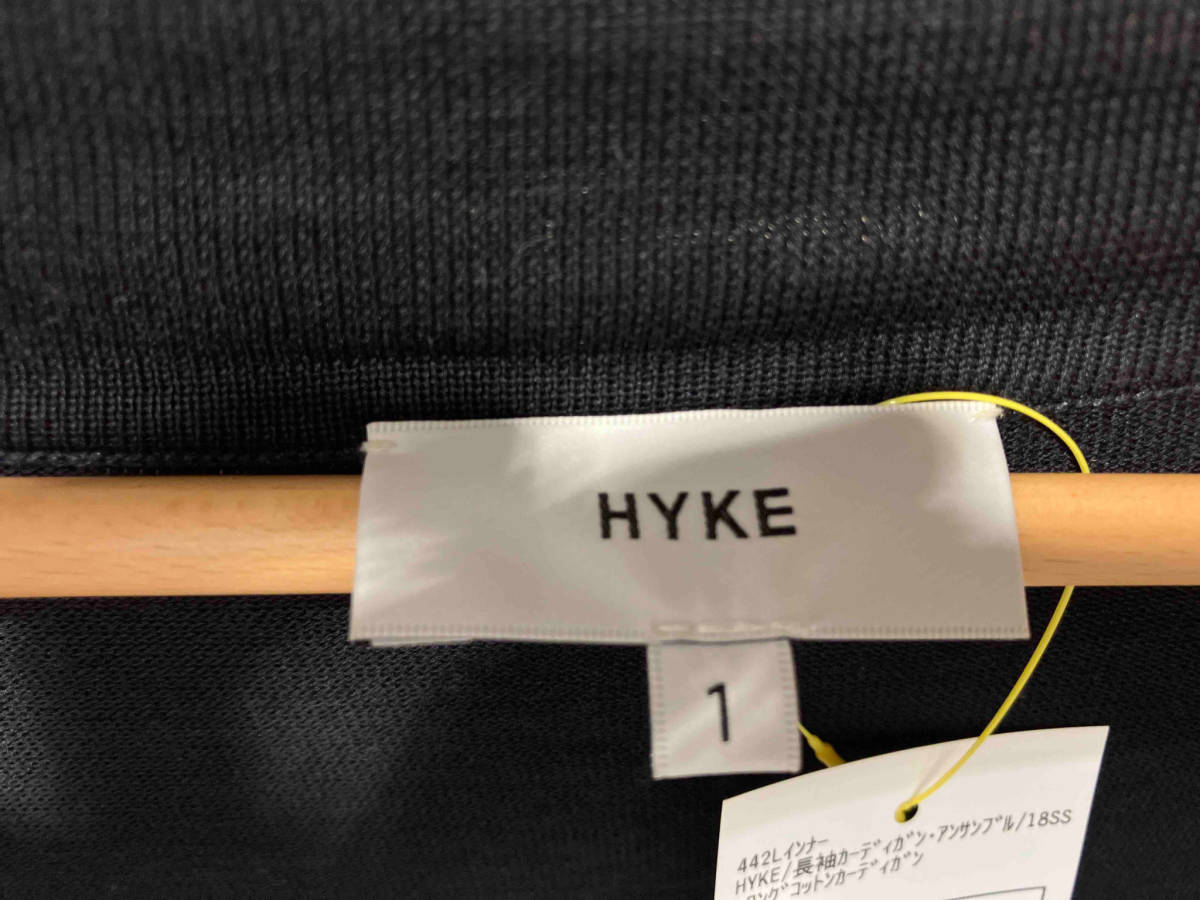 HYKE
1
442Lｲﾝﾅｰ
HYKE/長袖ｶｰﾃﾞｨｶﾞﾝ･ｱﾝｻﾝﾌﾞﾙ/18SS
ﾛﾝｸﾞｺｯﾄﾝｶｰﾃﾞｨｶﾞﾝ